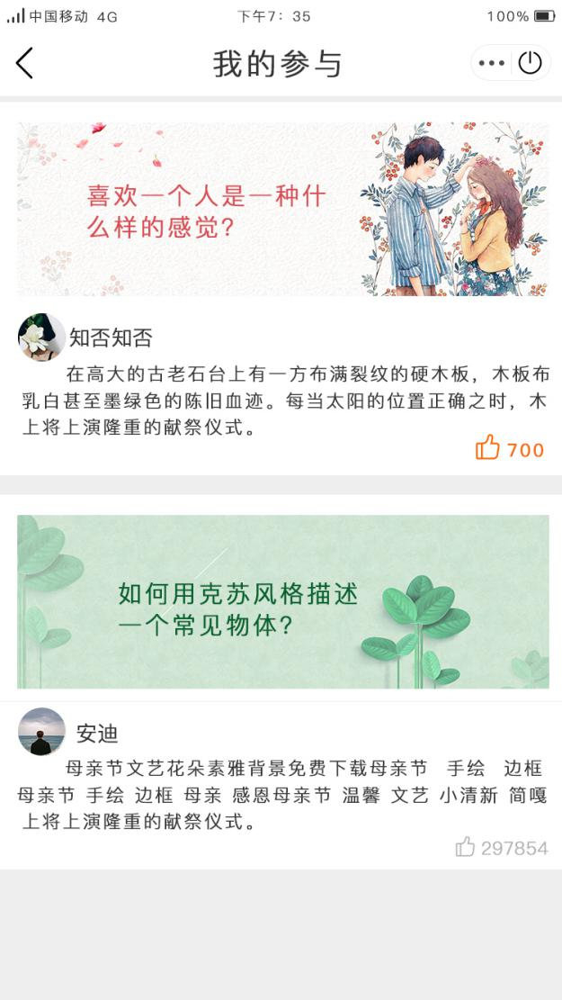 中国移动 4G 下午7：35 100%
我的参与
喜欢一个人是一种什
么样的感觉？
知否知否
在高大的古老石台上有一方布满裂纹的硬木板，木板布
乳白甚至墨绿色的陈旧血迹。每当太阳的位置正确之时，木
上将上演隆重的献祭仪式。
700
如何用克苏风格描述
一个常见物体？
安迪
母亲节文艺花朵素雅背景免费下载母亲节 手绘 边框
母亲节 手绘 边框 母亲 感恩母亲节 温馨 文艺 小清新 简嘎
上将上演隆重的献祭仪式。
297854